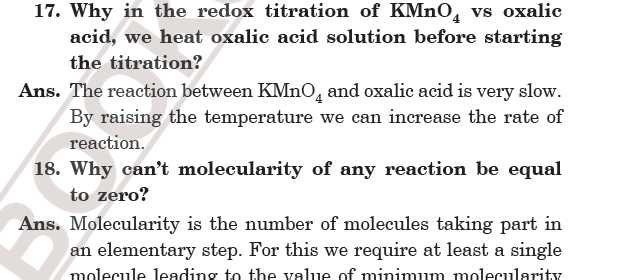 17. Why in the redox titration of KMnO₄ vs oxalic
acid, we heat oxalic acid solution before starting
the titration?
Ans. The reaction between KMnO₄ and oxalic acid is very slow.
By raising the temperature we can increase the rate of
reaction.
18. Why can't molecularity of any reaction be equal
to zero?
Ans. Molecularity is the number of molecules taking part in
an elementary step. For this we require at least a single
molecule leading to the value of minimum molecularity
BOOK